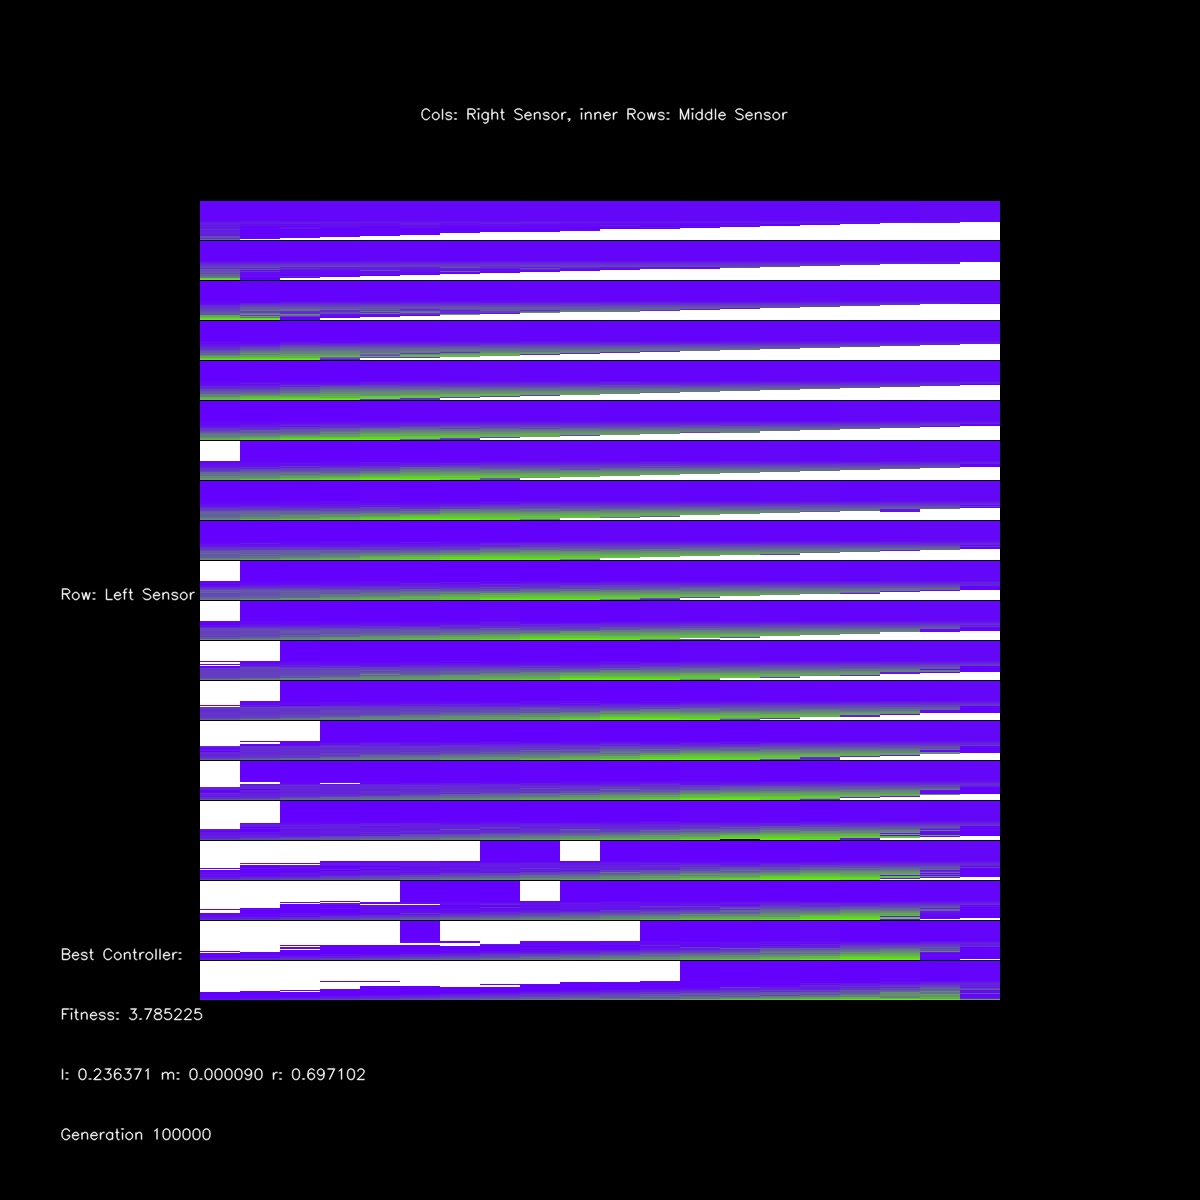 Cols: Right Sensor, inner Rows: Middle Sensor
Row: Left Sensor
Best Controller:
Fitness: 3.785225
l: 0.236371 m: 0.000090 r: 0.697102
Generation 100000